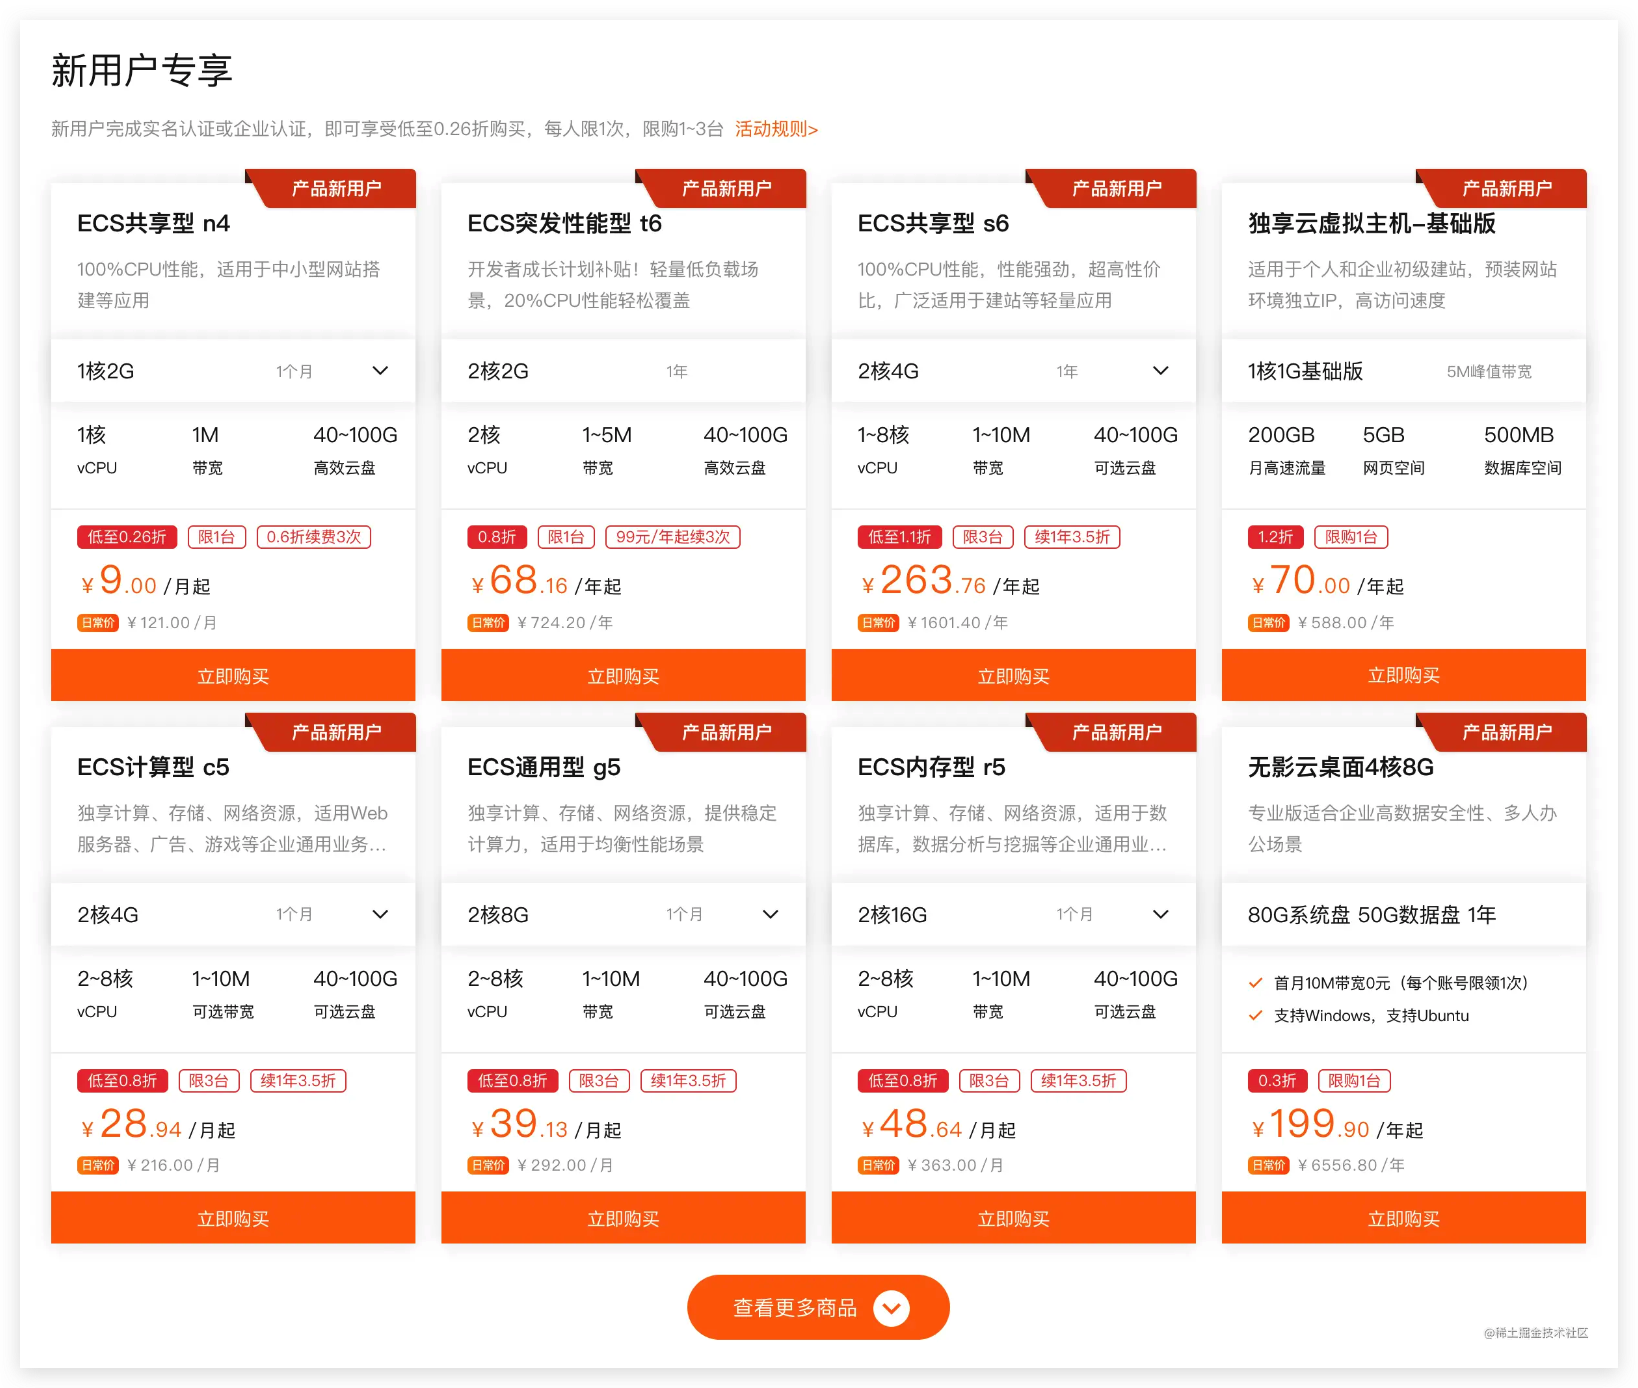 新用户专享
新用户完成实名认证或企业认证，即可享受低至0.26折购买，每人限1次，限购1~3台 活动规则>
产品新用户
ECS共享型 n4
100%CPU性能，适用于中小型网站搭
建等应用
1核2G 1个月
1核 1M 40~100G
vCPU 带宽 高效云盘
低至0.26折 限1台 0.6折续费3次
¥9.00 /月起
日常价 ¥121.00/月
立即购买
产品新用户
ECS突发性能型 t6
开发者成长计划补贴！轻量低负载场
景，20%CPU性能轻松覆盖
2核2G 1年
2核 1~5M 40~100G
vCPU 带宽 高效云盘
0.8折 限1台 99元/年起续3次
¥68.16 /年起
日常价 ¥724.20/年
立即购买
产品新用户
ECS共享型 s6
100%CPU性能，性能强劲，超高性价
比，广泛适用于建站等轻量应用
2核4G 1年
1~8核 1~10M 40~100G
vCPU 带宽 可选云盘
低至1.1折 限3台 续1年3.5折
¥263.76 /年起
日常价 ¥1601.40/年
立即购买
产品新用户
独享云虚拟主机-基础版
适用于个人和企业初级建站，预装网站
环境独立IP，高访问速度
1核1G基础版 5M峰值带宽
200GB 5GB 500MB
月高速流量 网页空间 数据库空间
1.2折 限购1台
¥70.00 /年起
日常价 ¥588.00/年
立即购买
产品新用户
ECS计算型 c5
独享计算、存储、网络资源，适用Web
服务器、广告、游戏等企业通用业务...
2核4G 1个月
2~8核 1~10M 40~100G
vCPU 可选带宽 可选云盘
低至0.8折 限3台 续1年3.5折
¥28.94 /月起
日常价 ¥216.00/月
立即购买
产品新用户
ECS通用型 g5
独享计算、存储、网络资源，提供稳定
计算力，适用于均衡性能场景
2核8G 1个月
2~8核 1~10M 40~100G
vCPU 带宽 可选云盘
低至0.8折 限3台 续1年3.5折
¥39.13 /月起
日常价 ¥292.00/月
立即购买
产品新用户
ECS内存型 r5
独享计算、存储、网络资源，适用于数
据库，数据分析与挖掘等企业通用业...
2核16G 1个月
2~8核 1~10M 40~100G
vCPU 带宽 可选云盘
低至0.8折 限3台 续1年3.5折
¥48.64 /月起
日常价 ¥363.00/月
立即购买
产品新用户
无影云桌面4核8G
专业版适合企业高数据安全性、多人办
公场景
80G系统盘 50G数据盘 1年
首月10M带宽0元（每个账号限领1次）
支持Windows，支持Ubuntu
0.3折 限购1台
¥199.90 /年起
日常价 ¥6556.80/年
立即购买
查看更多商品
@稀土掘金技术社区